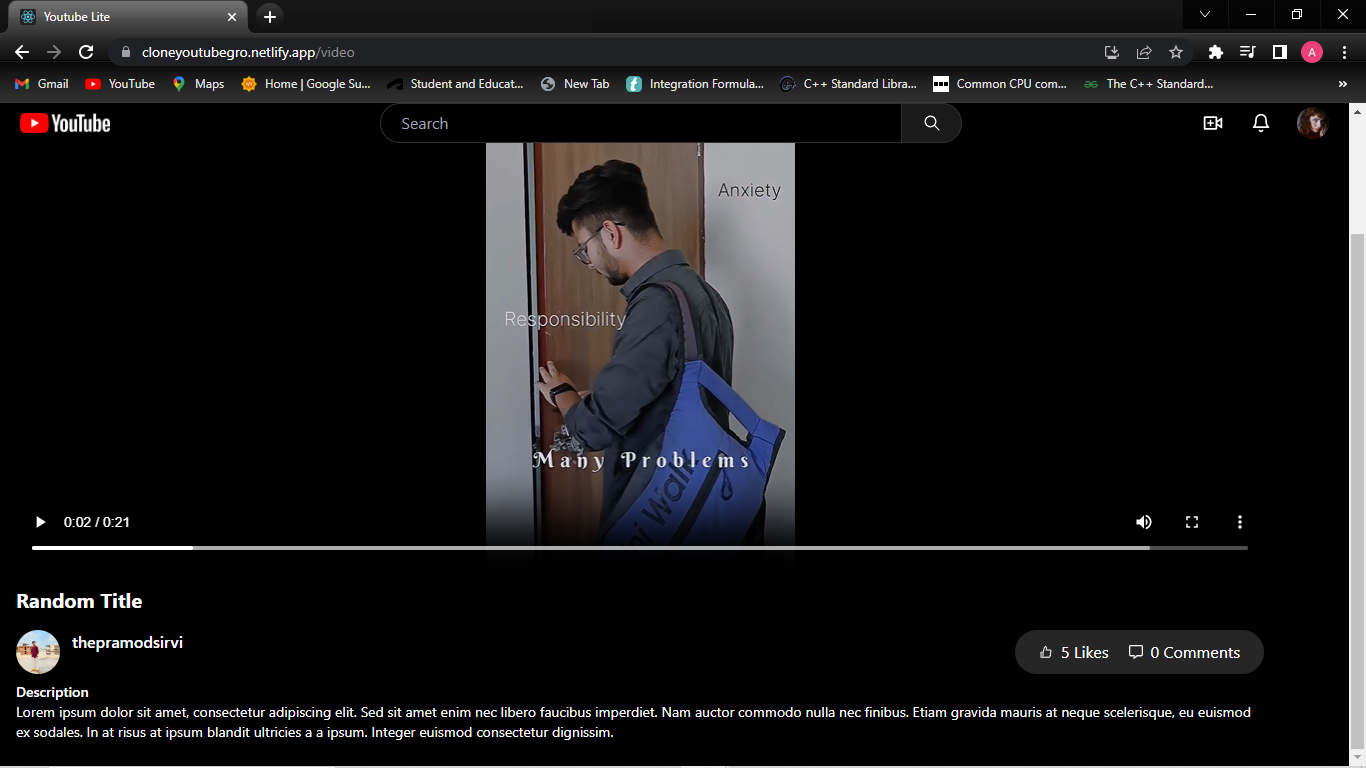 Youtube Lite
cloneyoutubegro.netlify.app/video
A
Gmail YouTube Maps Home | Google Su... Student and Educat... New Tab Integration Formula... C++ Standard Libra... Common CPU com... The C++ Standard... »
YouTube
Search
Anxiety
Responsibility
Many Problems
0:02 / 0:21
Random Title
thepramodsirvi
5 Likes 0 Comments
Description
Lorem ipsum dolor sit amet, consectetur adipiscing elit. Sed sit amet enim nec libero faucibus imperdiet. Nam auctor commodo nulla nec finibus. Etiam gravida mauris at neque scelerisque, eu euismod
ex sodales. In at risus at ipsum blandit ultricies a a ipsum. Integer euismod consectetur dignissim.